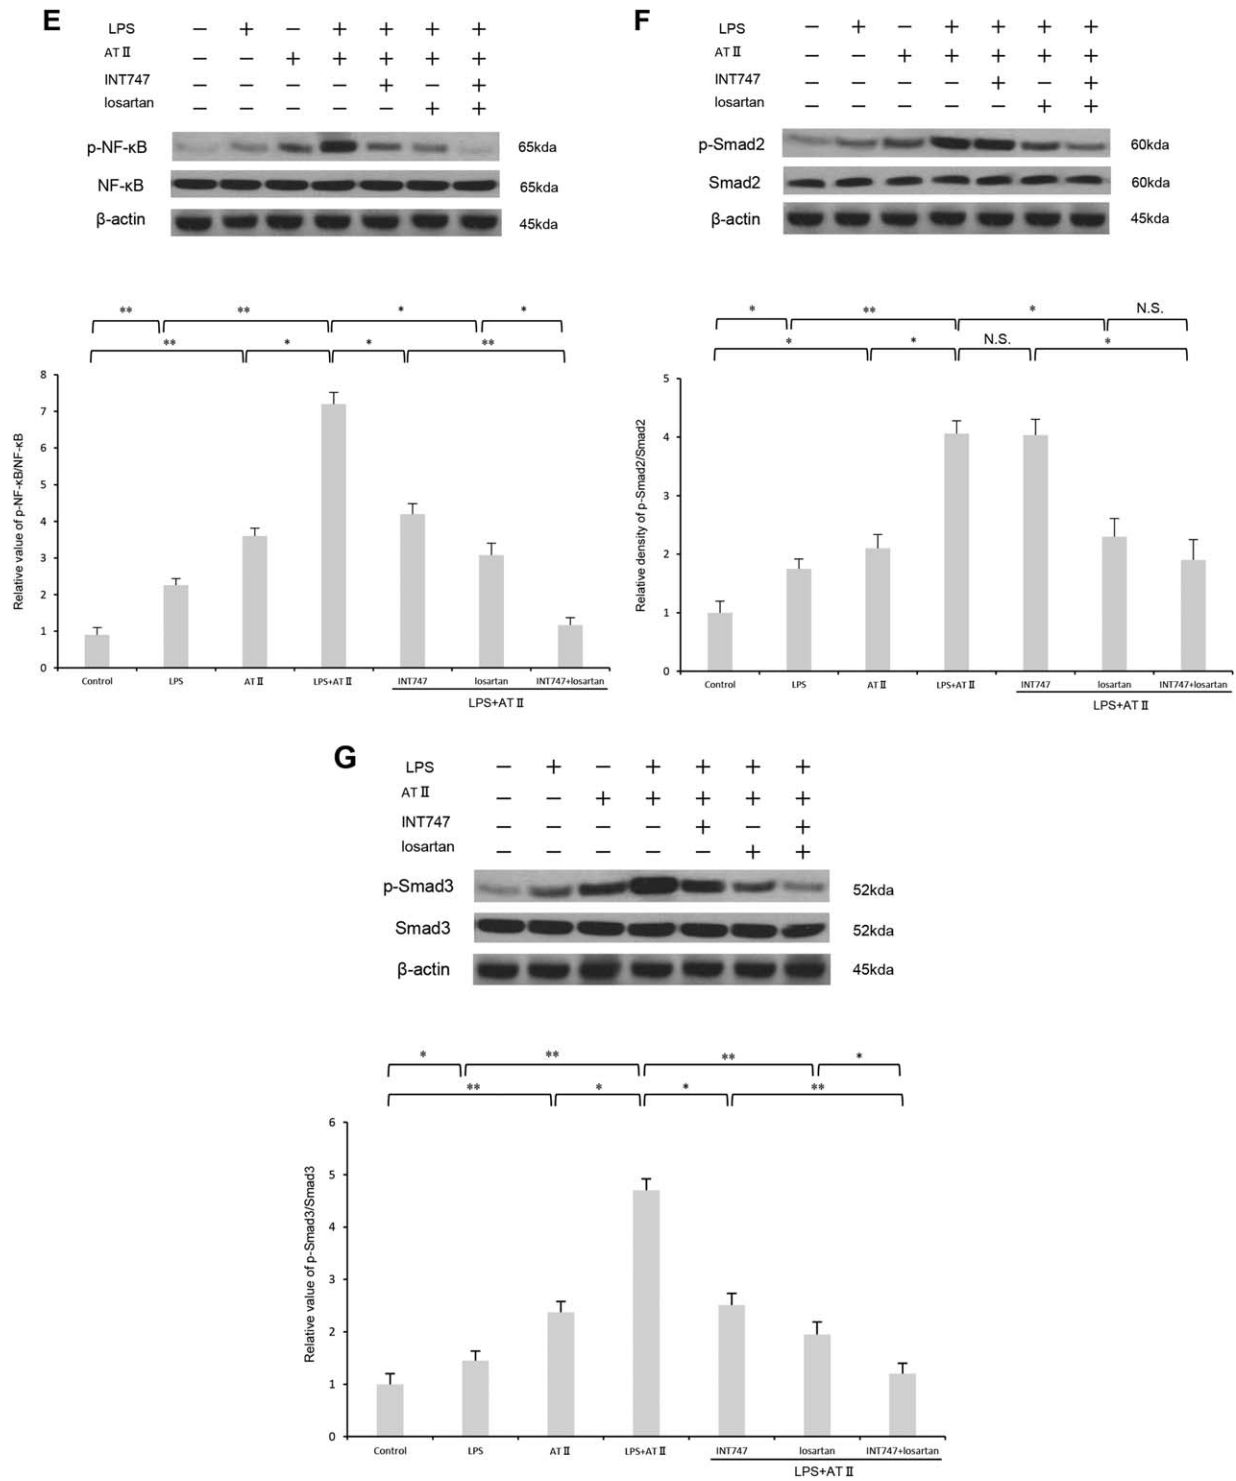 E
LPS − + − + + + +
AT Ⅱ − − + + + + +
INT747 − − − − + − +
losartan − − − − − + +
p-NF-κB 65kda
NF-κB 65kda
β-actin 45kda
** ** * *
** * * **
8
7
6
5
4
3
2
1
0
Relative value of p-NF-κB/NF-κB
Control LPS AT Ⅱ LPS+AT Ⅱ INT747 losartan INT747+losartan
LPS+AT Ⅱ
F
LPS − + − + + + +
AT Ⅱ − − + + + + +
INT747 − − − − + − +
losartan − − − − − + +
p-Smad2 60kda
Smad2 60kda
β-actin 45kda
* ** * N.S.
* * N.S. *
5
4
3
2
1
0
Relative density of p-Smad2/Smad2
Control LPS AT Ⅱ LPS+AT Ⅱ INT747 losartan INT747+losartan
LPS+AT Ⅱ
G
LPS − + − + + + +
AT Ⅱ − − + + + + +
INT747 − − − − + − +
losartan − − − − − + +
p-Smad3 52kda
Smad3 52kda
β-actin 45kda
* ** ** *
** * * **
6
5
4
3
2
1
0
Relative value of p-Smad3/Smad3
Control LPS AT Ⅱ LPS+AT Ⅱ INT747 losartan INT747+losartan
LPS+AT Ⅱ